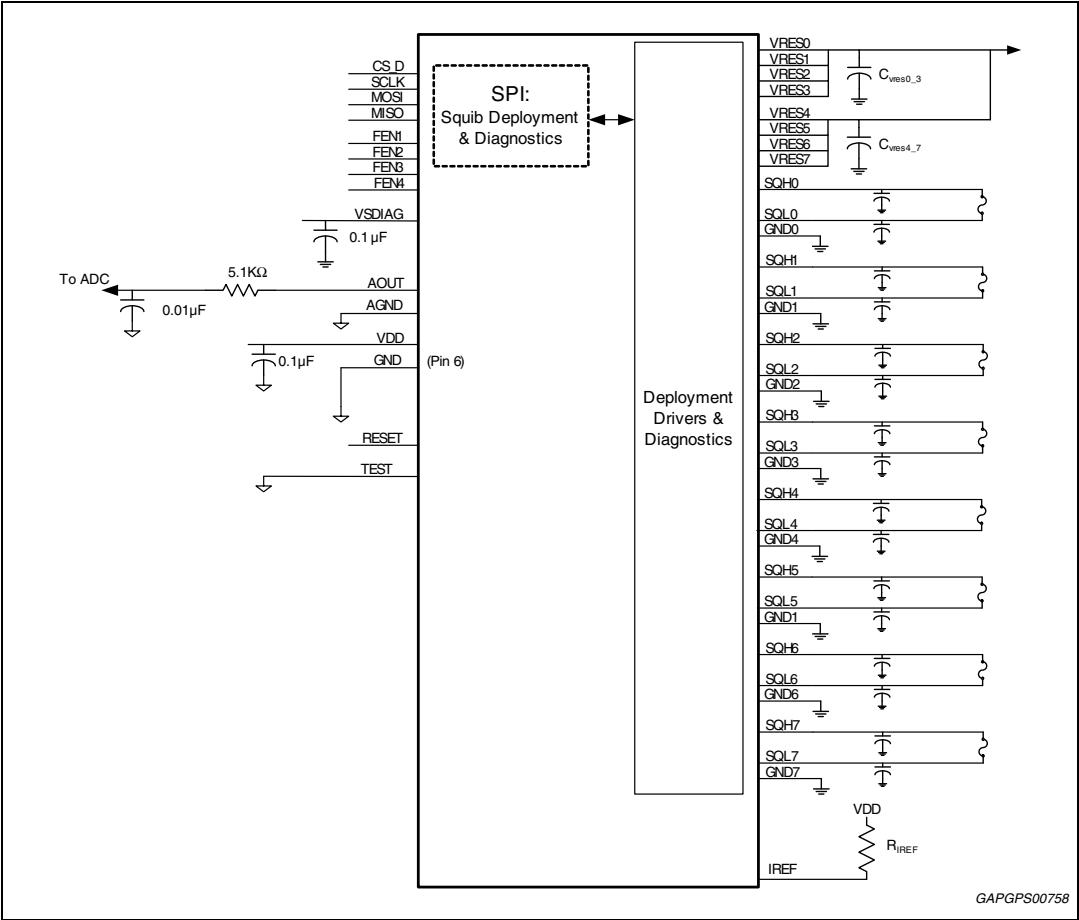 CS_D
SCLK
MOSI
MISO
FEN1
FEN2
FEN3
FEN4
VSDIAG
0.1µF
To ADC
5.1KΩ
0.01µF
AOUT
AGND
VDD
0.1µF
GND
(Pin 6)
RESET
TEST
SPI:
Squib Deployment
& Diagnostics
Deployment
Drivers &
Diagnostics
VRES0
VRES1
VRES2
VRES3
Cvres0_3
VRES4
VRES5
VRES6
VRES7
Cvres4_7
SQH0
SQL0
GND0
SQH1
SQL1
GND1
SQH2
SQL2
GND2
SQH3
SQL3
GND3
SQH4
SQL4
GND4
SQH5
SQL5
GND1
SQH6
SQL6
GND6
SQH7
SQL7
GND7
VDD
RIREF
IREF
GAPGPS00758